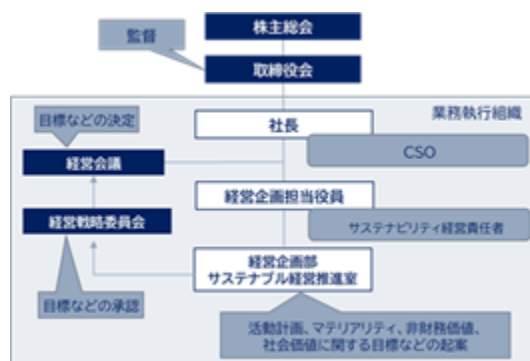 株主総会
監督
取締役会
業務執行組織
目標などの決定
社長
CSO
経営会議
経営企画担当役員
サステナビリティ経営責任者
経営戦略委員会
経営企画部
サステナブル経営推進室
目標などの承認
活動計画、マテリアリティ、非財務価値、
社会価値に関する目標などの起案